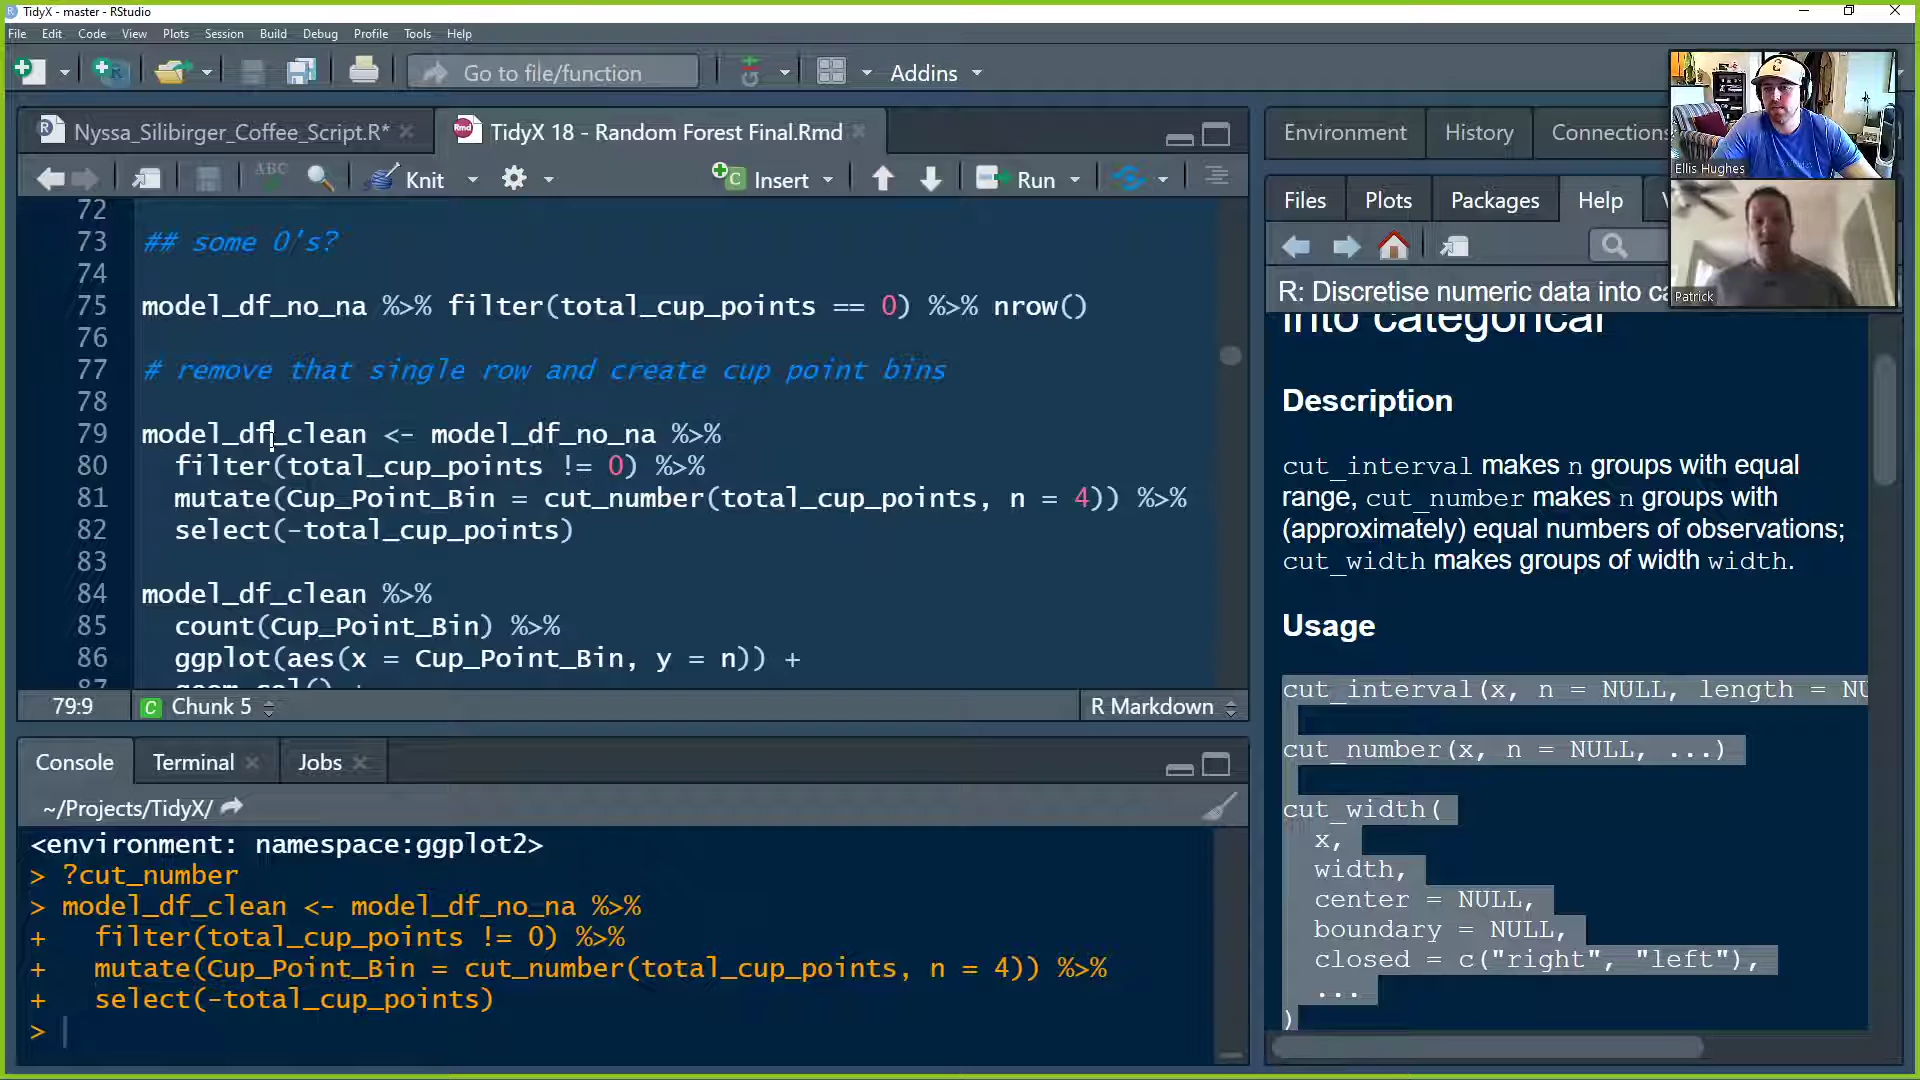 TidyX - master - RStudio
File Edit Code View Plots Session Build Debug Profile Tools Help
Go to file/function
Addins
Nyssa_Silibirger_Coffee_Script.R*
TidyX 18 - Random Forest Final.Rmd
Knit
Insert
Run
72
73 ## some 0's?
74
75 model_df_no_na %>% filter(total_cup_points == 0) %>% nrow()
76
77 # remove that single row and create cup point bins
78
79 model_df_clean <- model_df_no_na %>%
80 filter(total_cup_points != 0) %>%
81 mutate(Cup_Point_Bin = cut_number(total_cup_points, n = 4)) %>%
82 select(-total_cup_points)
83
84 model_df_clean %>%
85 count(Cup_Point_Bin) %>%
86 ggplot(aes(x = Cup_Point_Bin, y = n)) +
87 geom_col() +
79:9
C Chunk 5
R Markdown
Console Terminal Jobs
~/Projects/TidyX/
<environment: namespace:ggplot2>
> ?cut_number
> model_df_clean <- model_df_no_na %>%
+ filter(total_cup_points != 0) %>%
+ mutate(Cup_Point_Bin = cut_number(total_cup_points, n = 4)) %>%
+ select(-total_cup_points)
>
Environment History Connections
Files Plots Packages Help
R: Discretise numeric data into ca
into categorical
Description
cut_interval makes n groups with equal
range, cut_number makes n groups with
(approximately) equal numbers of observations;
cut_width makes groups of width width.
Usage
cut_interval(x, n = NULL, length = NU
cut_number(x, n = NULL, ...)
cut_width(
x,
width,
center = NULL,
boundary = NULL,
closed = c("right", "left"),
...
)
Ellis Hughes
Patrick